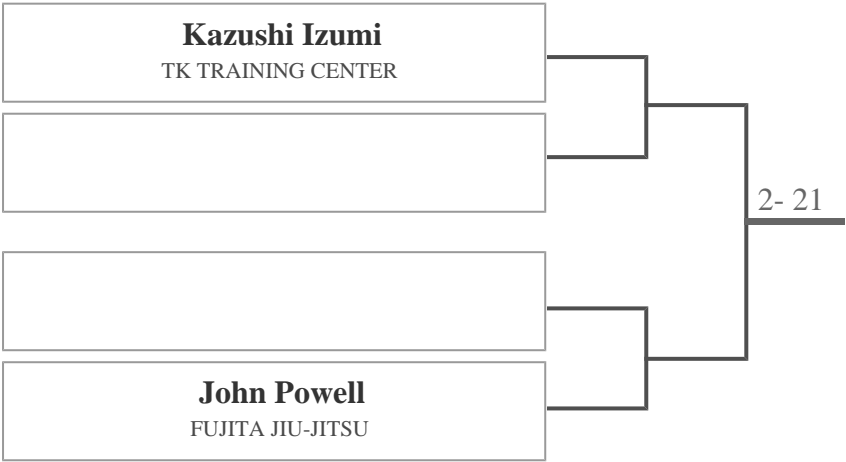 Kazushi Izumi
TK TRAINING CENTER
2- 21
John Powell
FUJITA JIU-JITSU